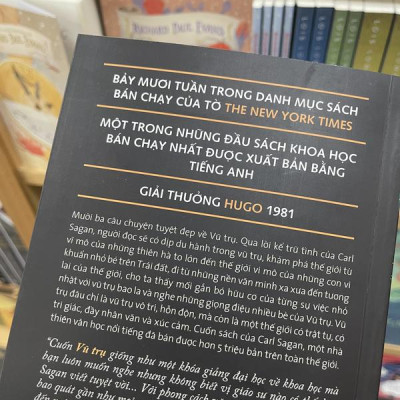 BẢY MƯƠI TUẦN TRONG DANH MỤC SÁCH
BÁN CHẠY CỦA TỜ THE NEW YORK TIMES
MỘT TRONG NHỮNG ĐẦU SÁCH KHOA HỌC
BÁN CHẠY NHẤT ĐƯỢC XUẤT BẢN BẰNG
TIẾNG ANH
GIẢI THƯỞNG HUGO 1981
Mười ba câu chuyện tuyệt đẹp về Vũ trụ. Qua lời kể trữ tình của Carl
Sagan, người đọc sẽ có dịp du hành trong vũ trụ, khám phá thế giới từ
vĩ mô của những thiên hà to lớn đến thế giới vi mô của những con vi
khuẩn nhỏ bé trên Trái đất, đi từ những nền văn minh xa xưa đến tương
lai của thế giới, cho ta thấy mối gắn bó hữu cơ của từng sự việc nhỏ
nhặt với vũ trụ bao la và nghe những giọng điệu nhiều bè của Vũ trụ. Vũ
trụ đâu chỉ là vũ trụ vô tri, hỗn độn, mà còn là một thế giới có trật tự, có
tri giác, đầy nhân văn và xúc cảm. Cuốn sách của Carl Sagan, một nhà
thiên văn học nổi tiếng đã bán được hơn 5 triệu bản trên toàn thế giới.
"Cuốn Vũ trụ giống như một khóa giảng đại học về khoa học mà
bạn luôn muốn nghe nhưng không biết vị giáo sư nào có thể
Sagan viết tuyệt vời... Với phong cách
bao quát gần như